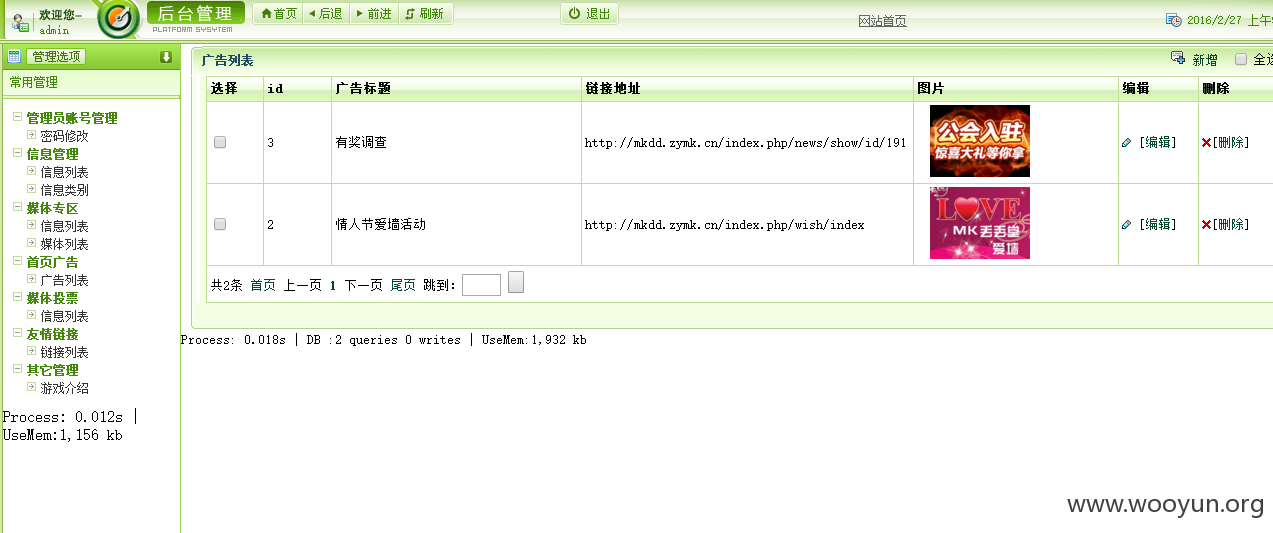 欢迎您-
admin
后台管理
PLATFORM SYSYTEM
首页 后退 前进 刷新 退出 网站首页 2016/2/27 上午
管理选项
常用管理
管理员账号管理
密码修改
信息管理
信息列表
信息类别
媒体专区
信息列表
媒体列表
首页广告
广告列表
媒体投票
信息列表
友情链接
链接列表
其它管理
游戏介绍
Process: 0.012s |
UseMem:1,156 kb
广告列表 新增 全选
选择 id 广告标题 链接地址 图片 编辑 删除
3 有奖调查 http://mkdd.zymk.cn/index.php/news/show/id/191 [编辑] [删除]
公会入驻
惊喜大礼等你拿
2 情人节爱墙活动 http://mkdd.zymk.cn/index.php/wish/index [编辑] [删除]
LOVE
MK丢丢堂
爱墙
共2条 首页 上一页 1 下一页 尾页 跳到:
Process: 0.018s | DB :2 queries 0 writes | UseMem:1,932 kb
www.wooyun.org